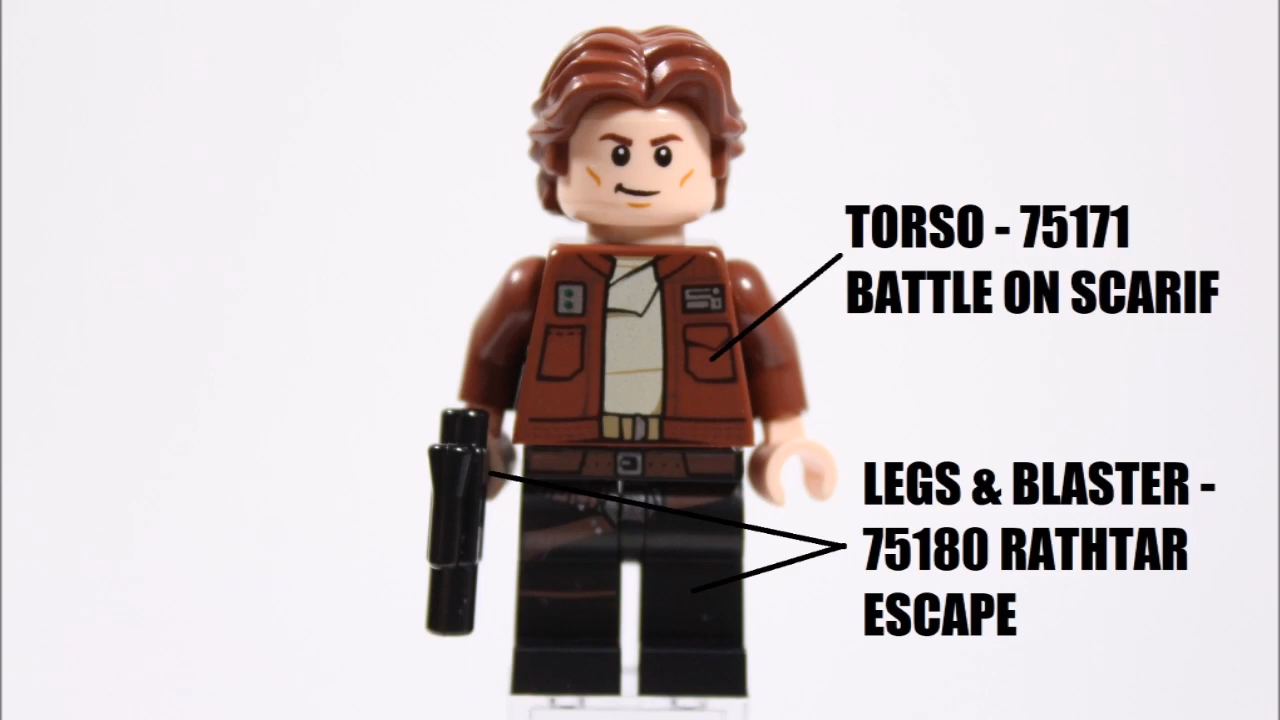 TORSO - 75171
BATTLE ON SCARIF
LEGS & BLASTER -
75180 RATHTAR
ESCAPE